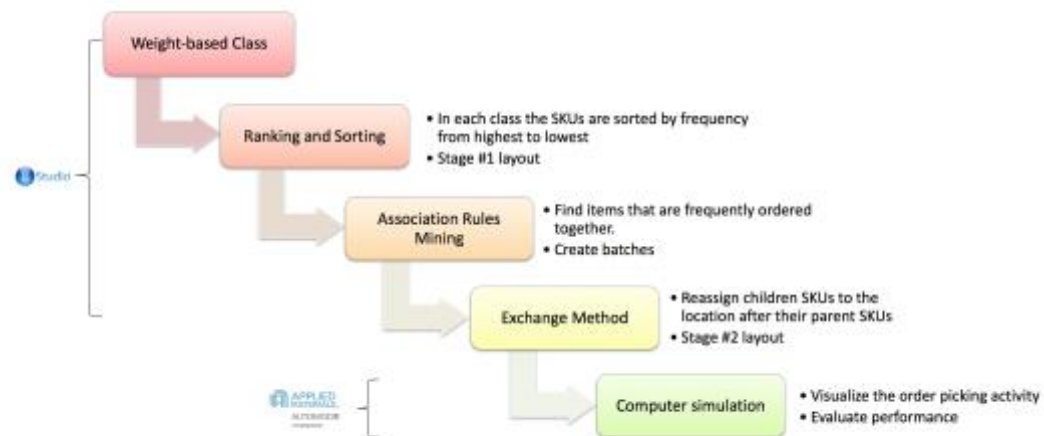 Weight-based Class
Ranking and Sorting
• In each class the SKUs are sorted by frequency
from highest to lowest
• Stage #1 layout
Studio
Association Rules
Mining
• Find items that are frequently ordered
together.
• Create batches
Exchange Method
• Reassign children SKUs to the
location after their parent SKUs
• Stage #2 layout
APPLIED
MATERIALS
Computer simulation
• Visualize the order picking activity
• Evaluate performance